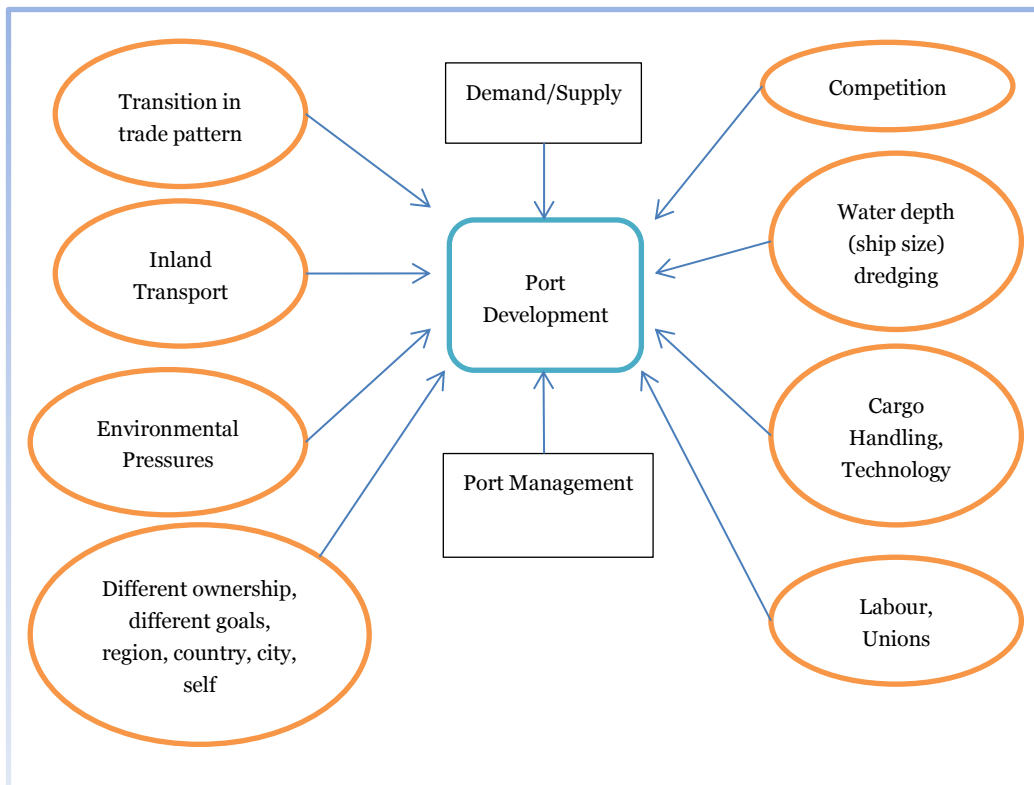 Transition in
trade pattern
Demand/Supply
Competition
Inland
Transport
Port
Development
Water depth
(ship size)
dredging
Environmental
Pressures
Port Management
Cargo
Handling,
Technology
Different ownership,
different goals,
region, country, city,
self
Labour,
Unions